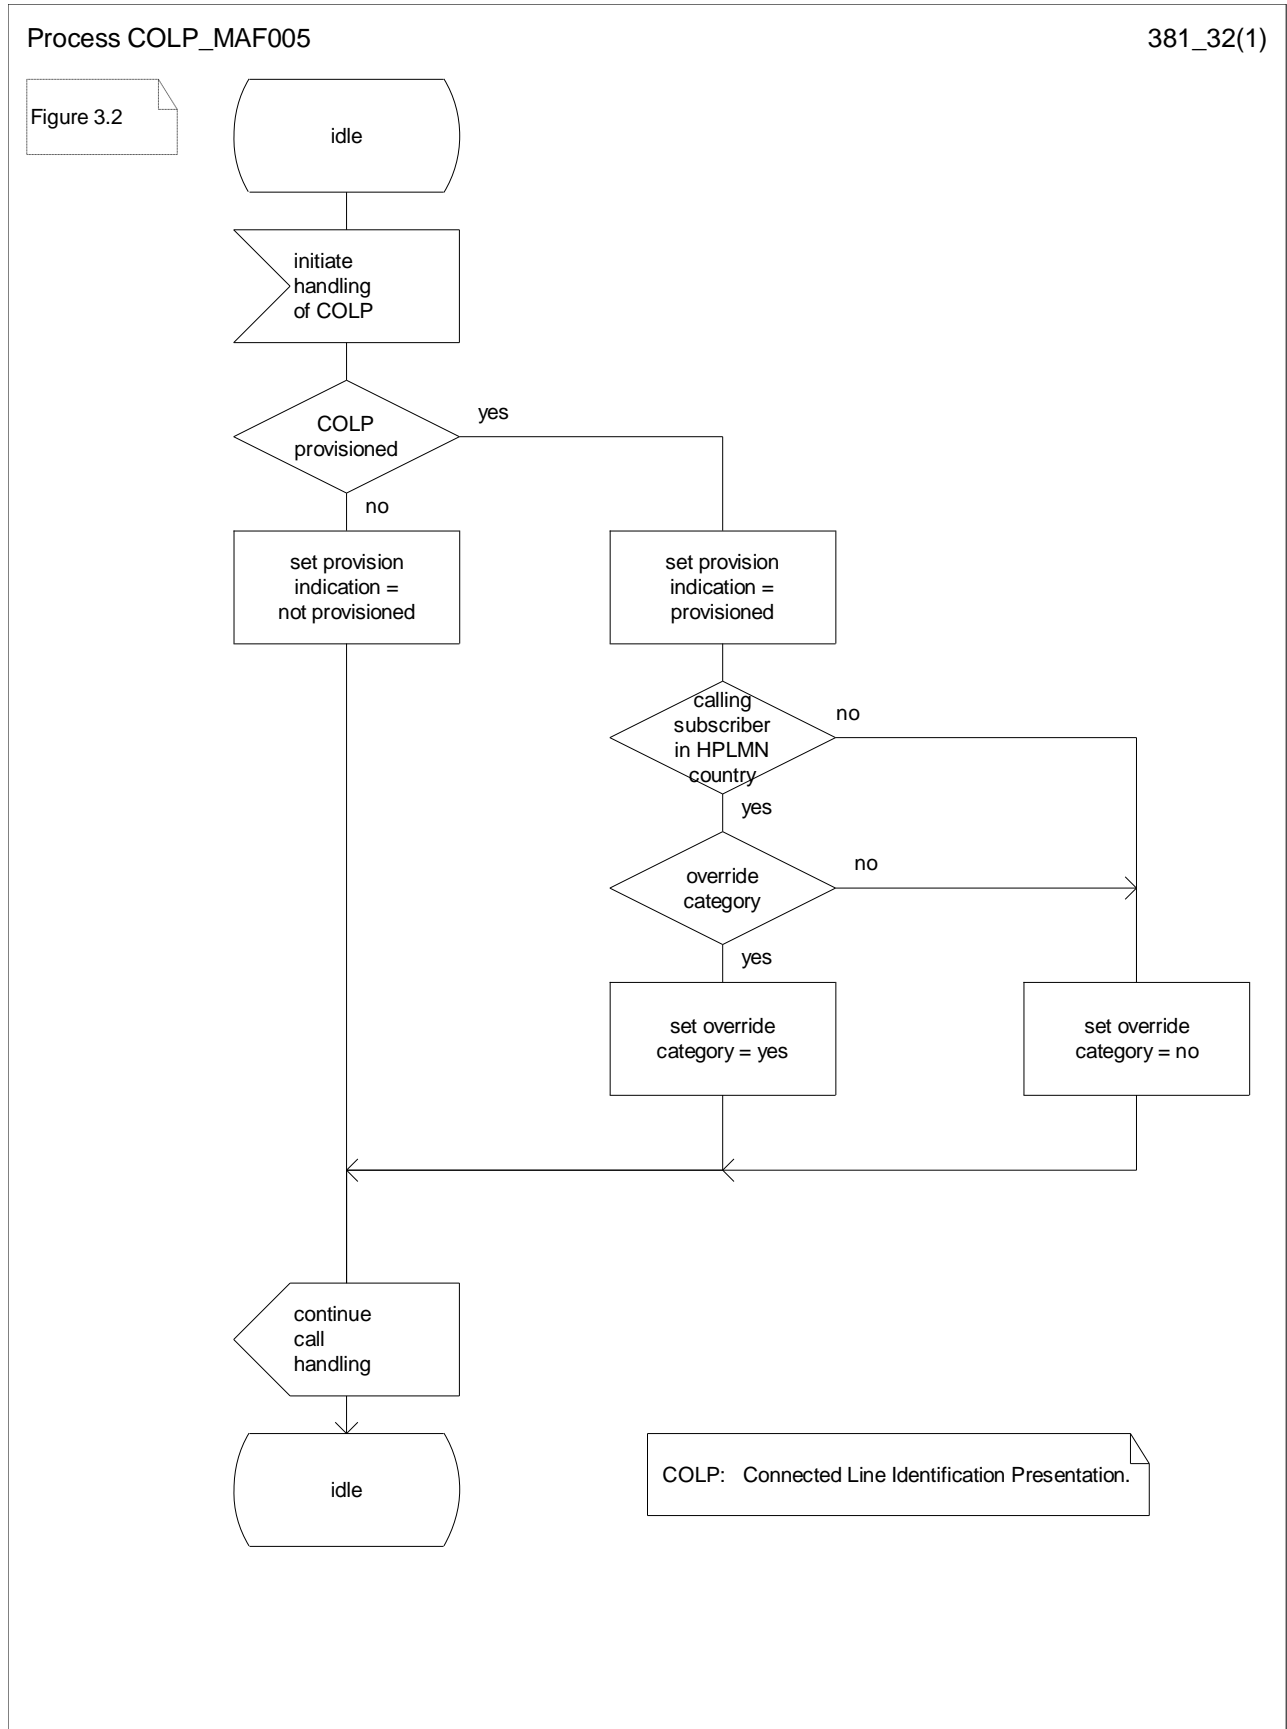 Process COLP_MAF005
381_32(1)
Figure 3.2
idle
initiate
handling
of COLP
COLP
provisioned
yes
no
set provision
indication =
not provisioned
set provision
indication =
provisioned
calling
subscriber
in HPLMN
country
no
yes
override
category
no
yes
set override
category = yes
set override
category = no
continue
call
handling
idle
COLP: Connected Line Identification Presentation.